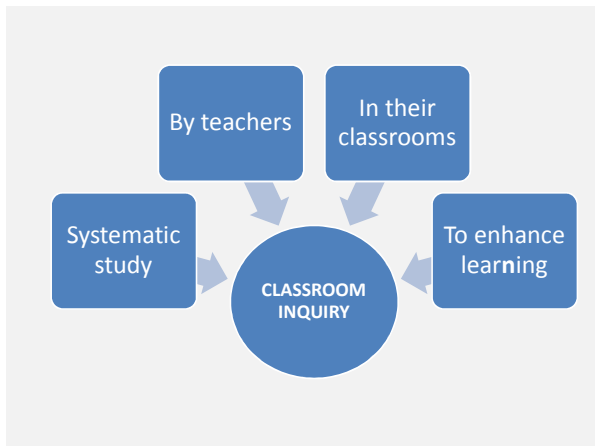 Systematic
study
By teachers
In their
classrooms
To enhance
learning
CLASSROOM
INQUIRY